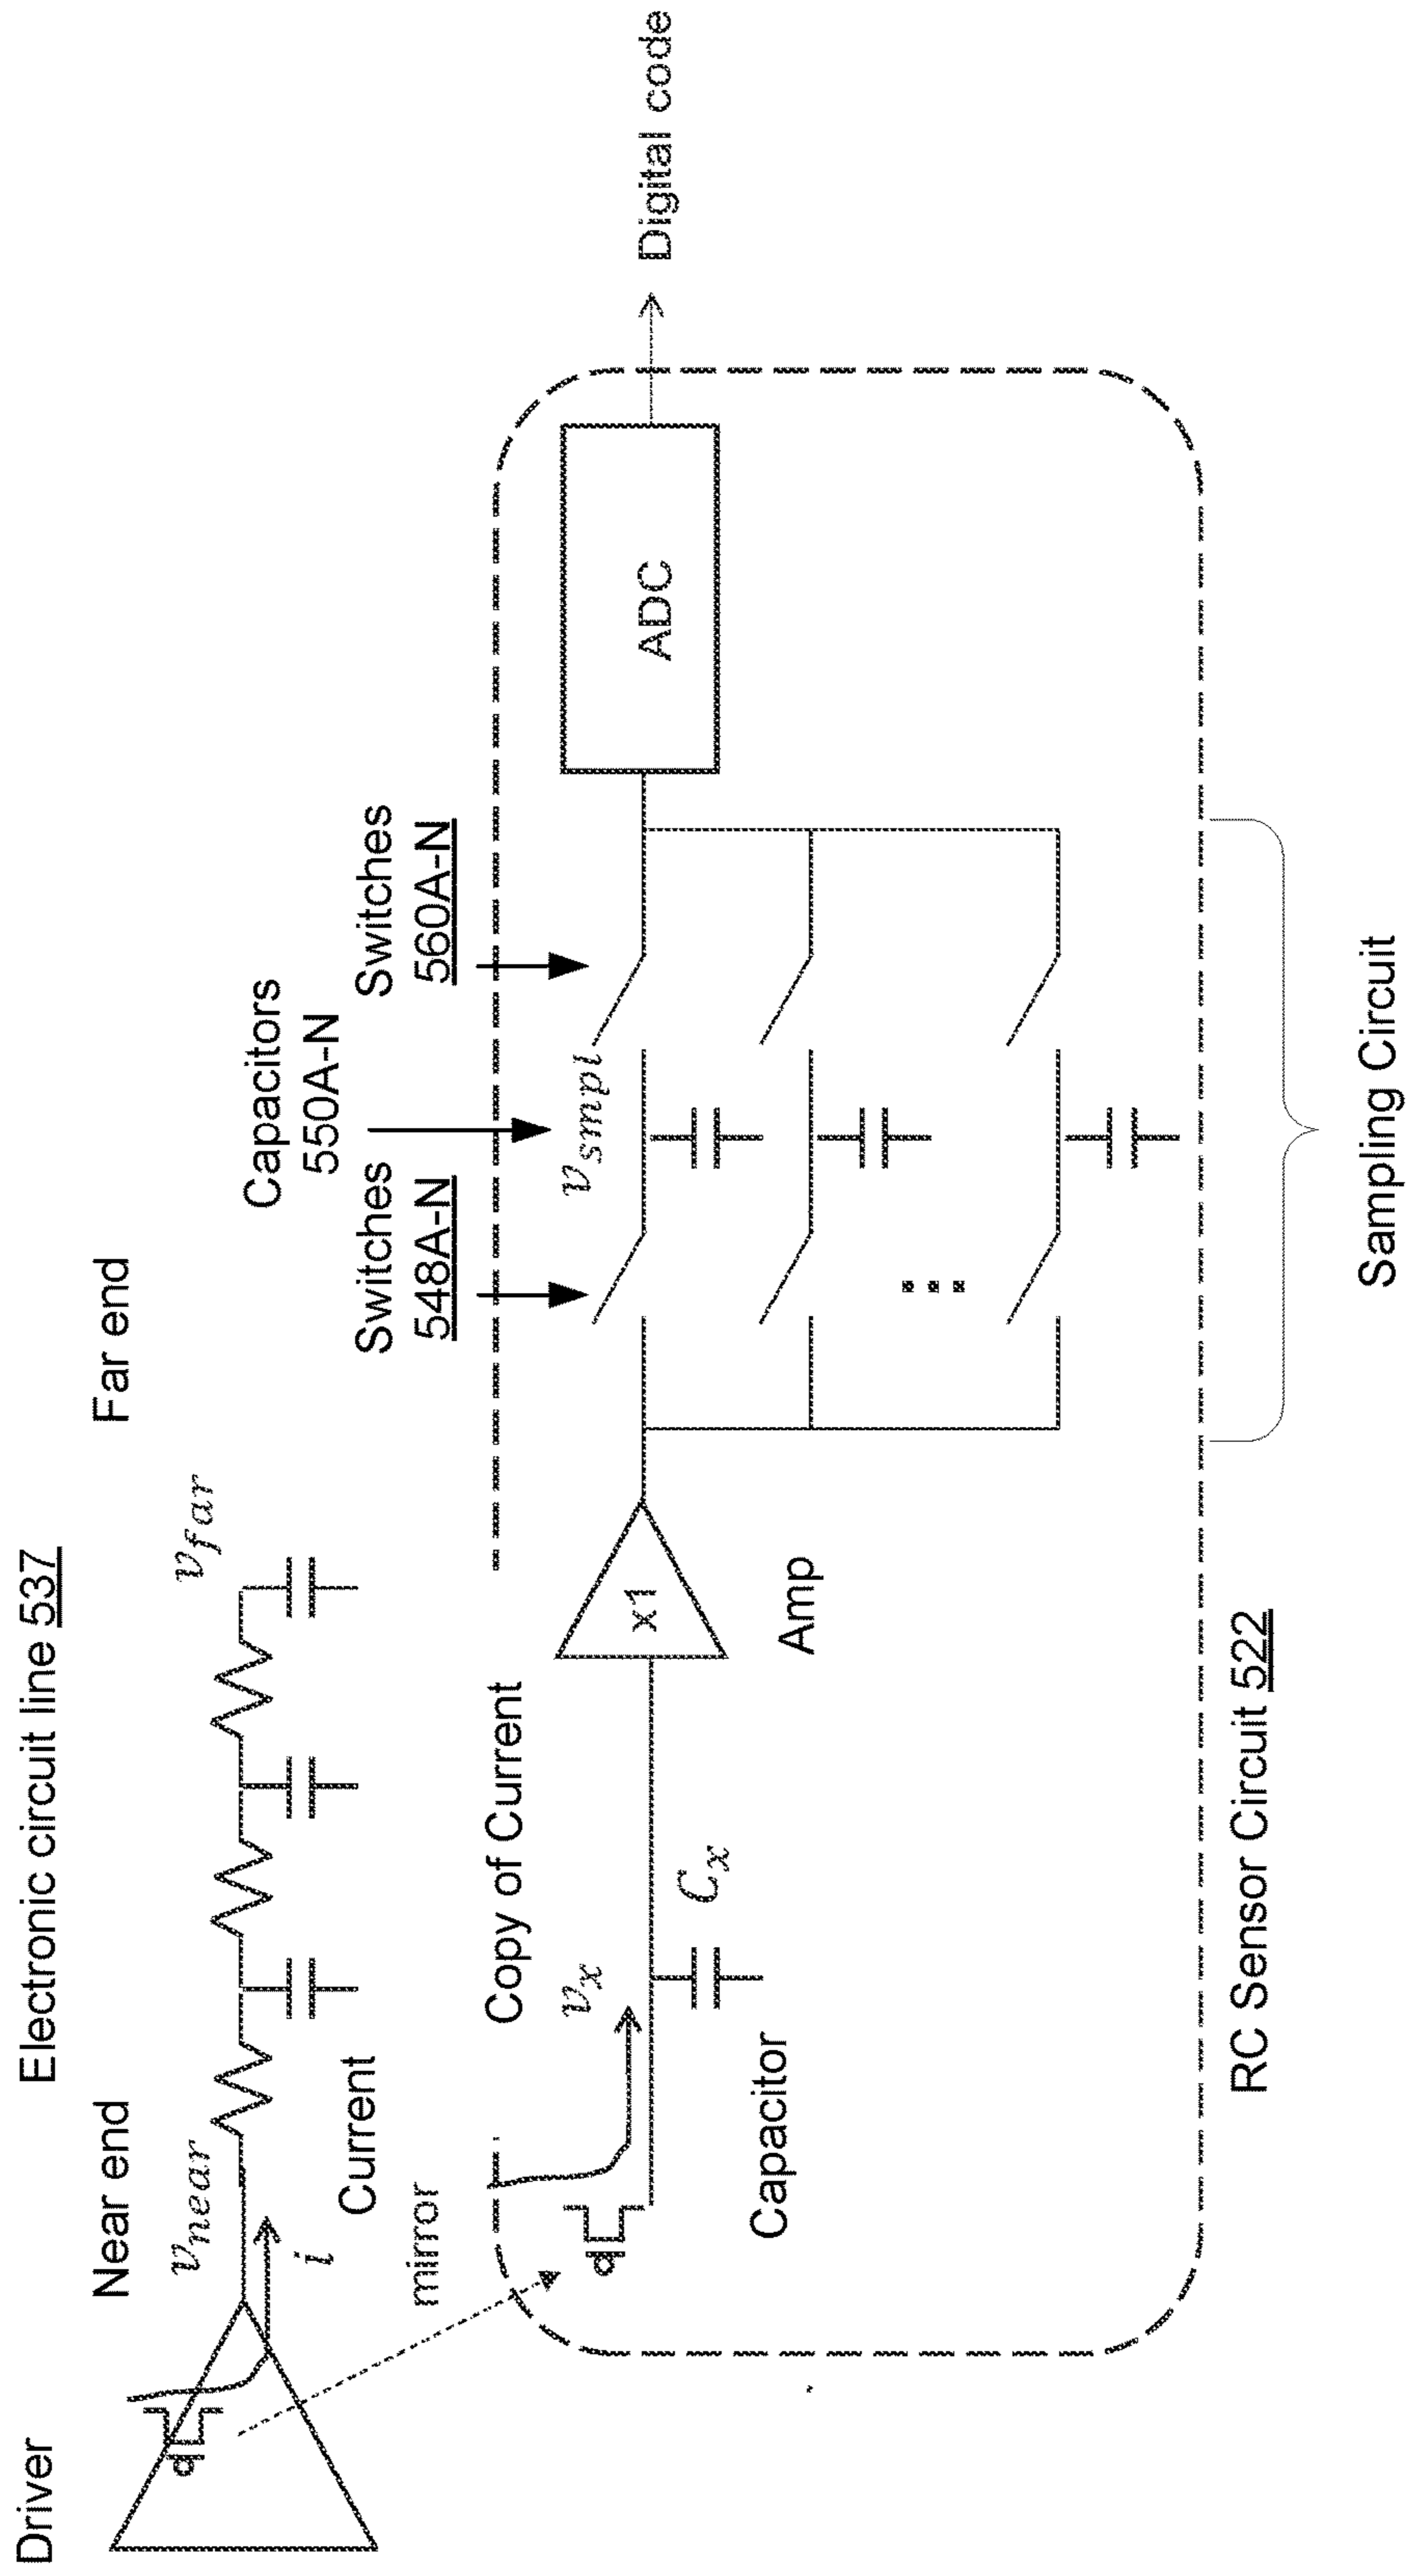 Electronic circuit line 537
Driver
Near end
Far end
v_near
v_far
i
Current
mirror
Copy of Current
Capacitors
550A-N
Switches
548A-N
Switches
560A-N
v_x
C_x
Capacitor
x1
Amp
v_smpl
ADC
Digital code
RC Sensor Circuit 522
Sampling Circuit